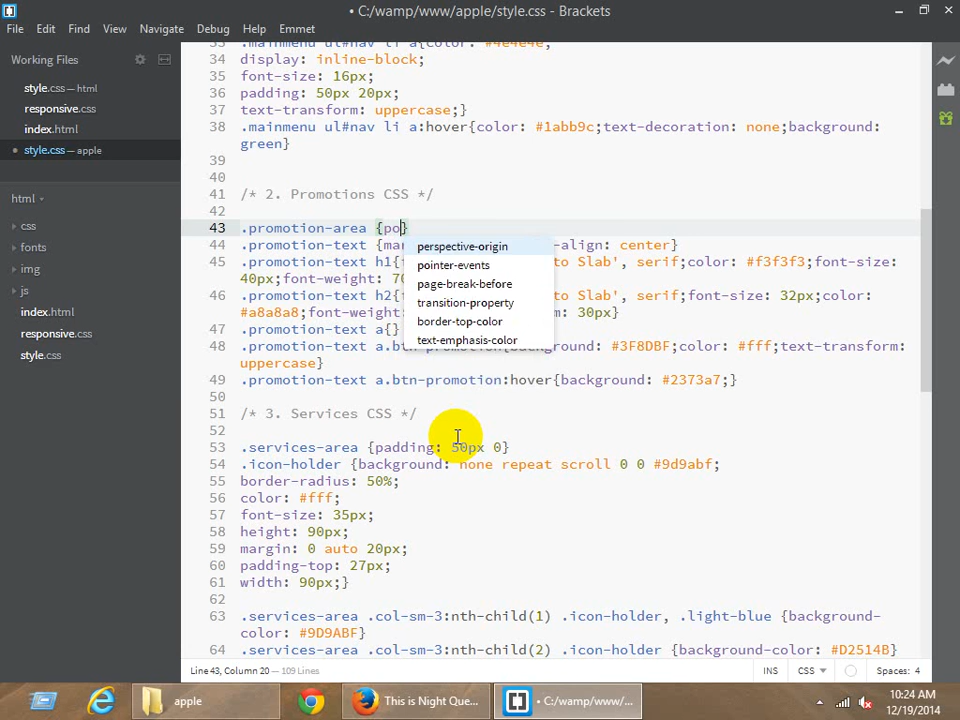 • C:/wamp/www/apple/style.css - Brackets
File Edit Find View Navigate Debug Help Emmet
Working Files
style.css — html
responsive.css
index.html
• style.css — apple
html
css
fonts
img
js
index.html
responsive.css
style.css
33 .mainmenu ul#nav li a{color: #4e4e4e;
34 display: inline-block;
35 font-size: 16px;
36 padding: 50px 20px;
37 text-transform: uppercase;}
38 .mainmenu ul#nav li a:hover{color: #1abb9c;text-decoration: none;background:
green}
39
40
41 /* 2. Promotions CSS */
42
43 .promotion-area {po}
perspective-origin
pointer-events
page-break-before
transition-property
border-top-color
text-emphasis-color
44 .promotion-text {mar -align: center}
45 .promotion-text h1{ to Slab', serif;color: #f3f3f3;font-size:
40px;font-weight: 70
46 .promotion-text h2{ to Slab', serif;font-size: 32px;color:
#a8a8a8;font-weight 30px}
47 .promotion-text a{}
48 .promotion-text a.btn-promotion{background: #3F8DBF;color: #fff;text-transform:
uppercase}
49 .promotion-text a.btn-promotion:hover{background: #2373a7;}
50
51 /* 3. Services CSS */
52
53 .services-area {padding: 50px 0}
54 .icon-holder {background: none repeat scroll 0 0 #9d9abf;
55 border-radius: 50%;
56 color: #fff;
57 font-size: 35px;
58 height: 90px;
59 margin: 0 auto 20px;
60 padding-top: 27px;
61 width: 90px;}
62
63 .services-area .col-sm-3:nth-child(1) .icon-holder, .light-blue {background-
color: #9D9ABF}
64 .services-area .col-sm-3:nth-child(2) .icon-holder {background-color: #D2514B}
Line 43, Column 20 — 109 Lines
INS CSS Spaces: 4
apple
This is Night Que...
• C:/wamp/www/...
10:24 AM
12/19/2014